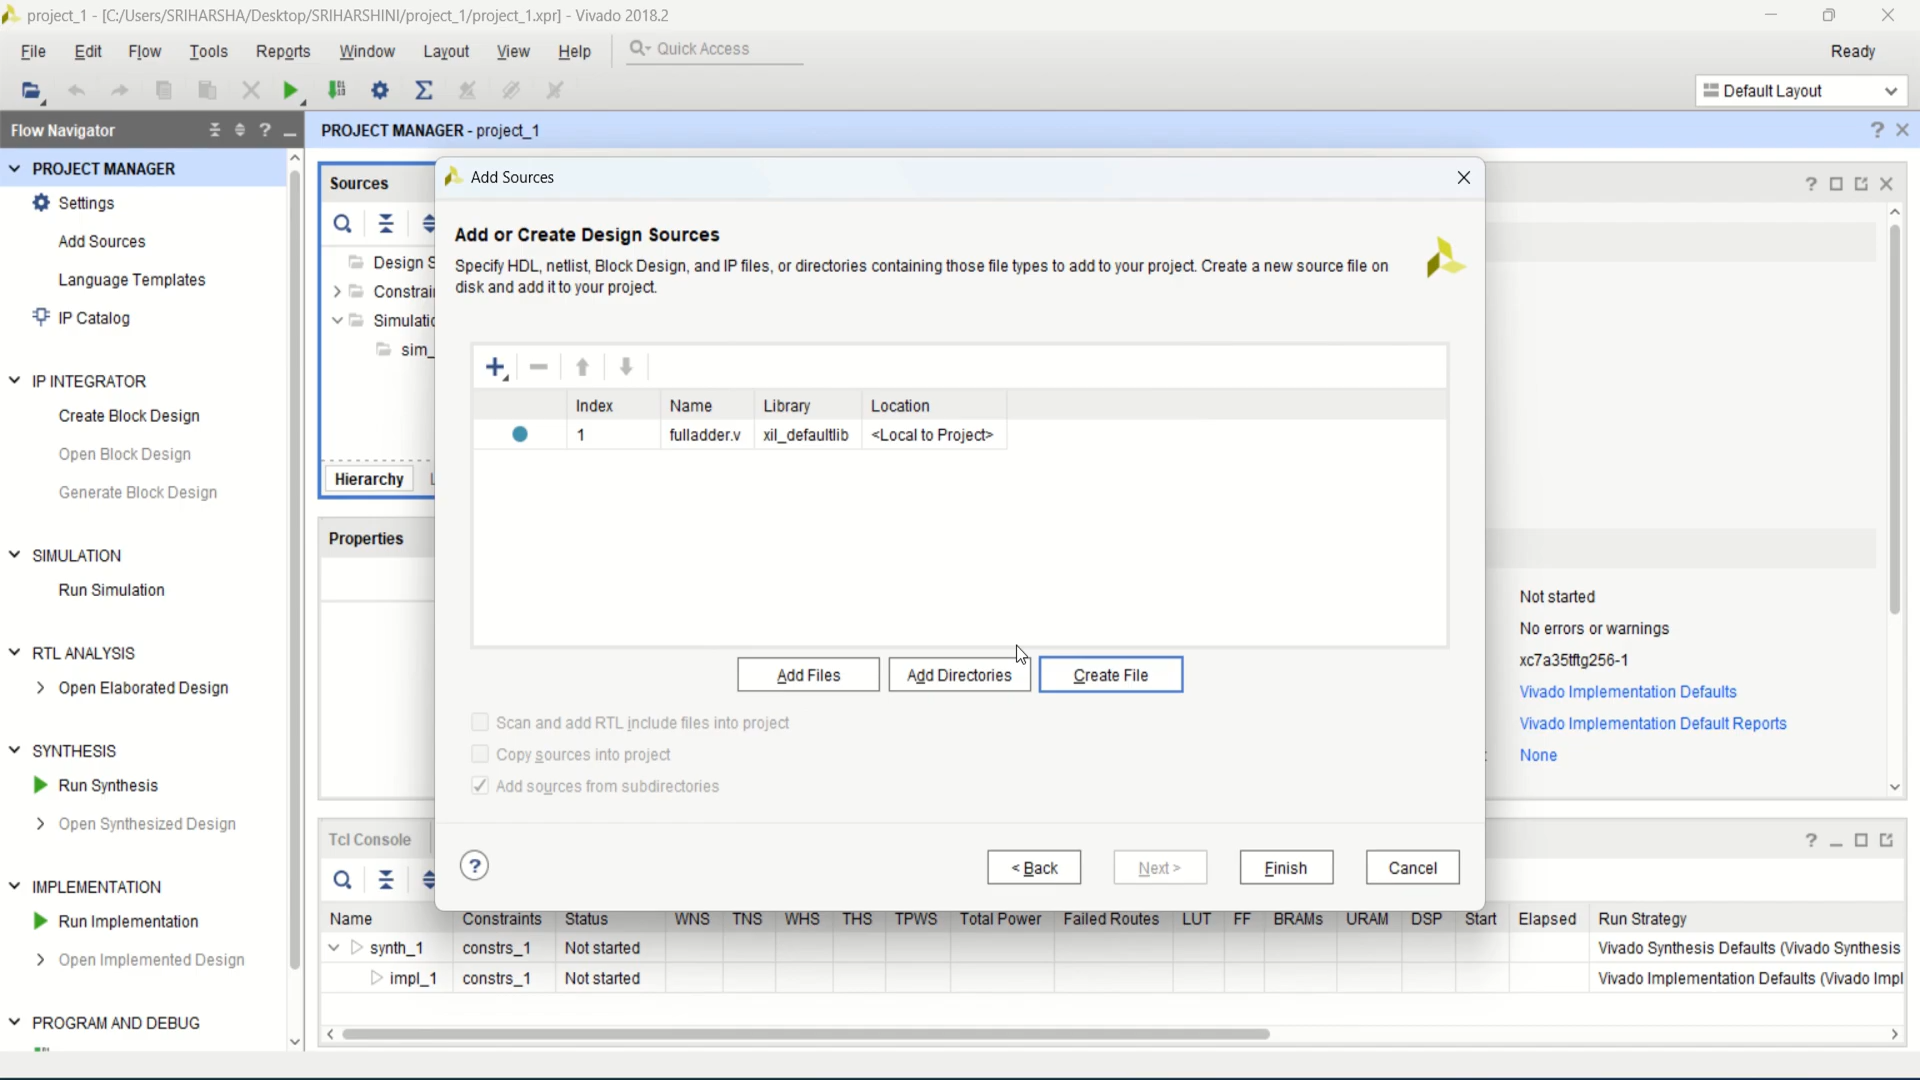 project_1 - [C:/Users/SRIHARSHA/Desktop/SRIHARSHINI/project_1/project_1.xpr] - Vivado 2018.2
File Edit Flow Tools Reports Window Layout View Help Quick Access Ready
Default Layout
Flow Navigator
PROJECT MANAGER
Settings
Add Sources
Language Templates
IP Catalog
IP INTEGRATOR
Create Block Design
Open Block Design
Generate Block Design
SIMULATION
Run Simulation
RTL ANALYSIS
Open Elaborated Design
SYNTHESIS
Run Synthesis
Open Synthesized Design
IMPLEMENTATION
Run Implementation
Open Implemented Design
PROGRAM AND DEBUG
PROJECT MANAGER - project_1
Sources
Design S
Constrai
Simulatio
sim_
Hierarchy
Properties
Add Sources
Add or Create Design Sources
Specify HDL, netlist, Block Design, and IP files, or directories containing those file types to add to your project. Create a new source file on
disk and add it to your project.
Index Name Library Location
1 fulladder.v xil_defaultlib <Local to Project>
Add Files Add Directories Create File
Scan and add RTL include files into project
Copy sources into project
Add sources from subdirectories
< Back Next > Finish Cancel
Not started
No errors or warnings
xc7a35tftg256-1
Vivado Implementation Defaults
Vivado Implementation Default Reports
None
Tcl Console
Name Constraints Status WNS TNS WHS THS TPWS Total Power Failed Routes LUT FF BRAMs URAM DSP Start Elapsed Run Strategy
synth_1 constrs_1 Not started Vivado Synthesis Defaults (Vivado Synthesis
impl_1 constrs_1 Not started Vivado Implementation Defaults (Vivado Impl